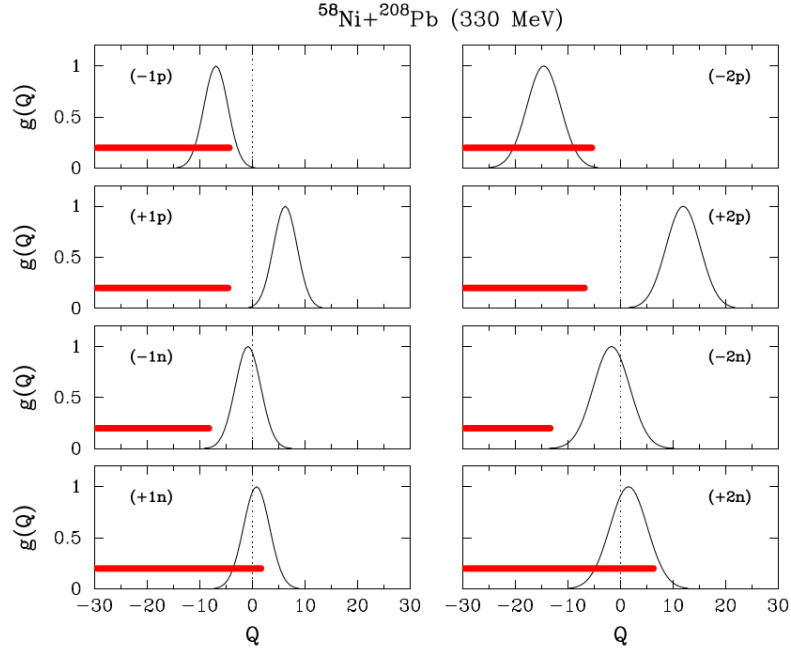 ⁵⁸Ni+²⁰⁸Pb (330 MeV)
g(Q) 1 0.5 0 (-1p) (-2p)
g(Q) 1 0.5 0 (+1p) (+2p)
g(Q) 1 0.5 0 (-1n) (-2n)
g(Q) 1 0.5 0 (+1n) (+2n)
-30 -20 -10 0 10 20 30 -30 -20 -10 0 10 20 30
Q Q